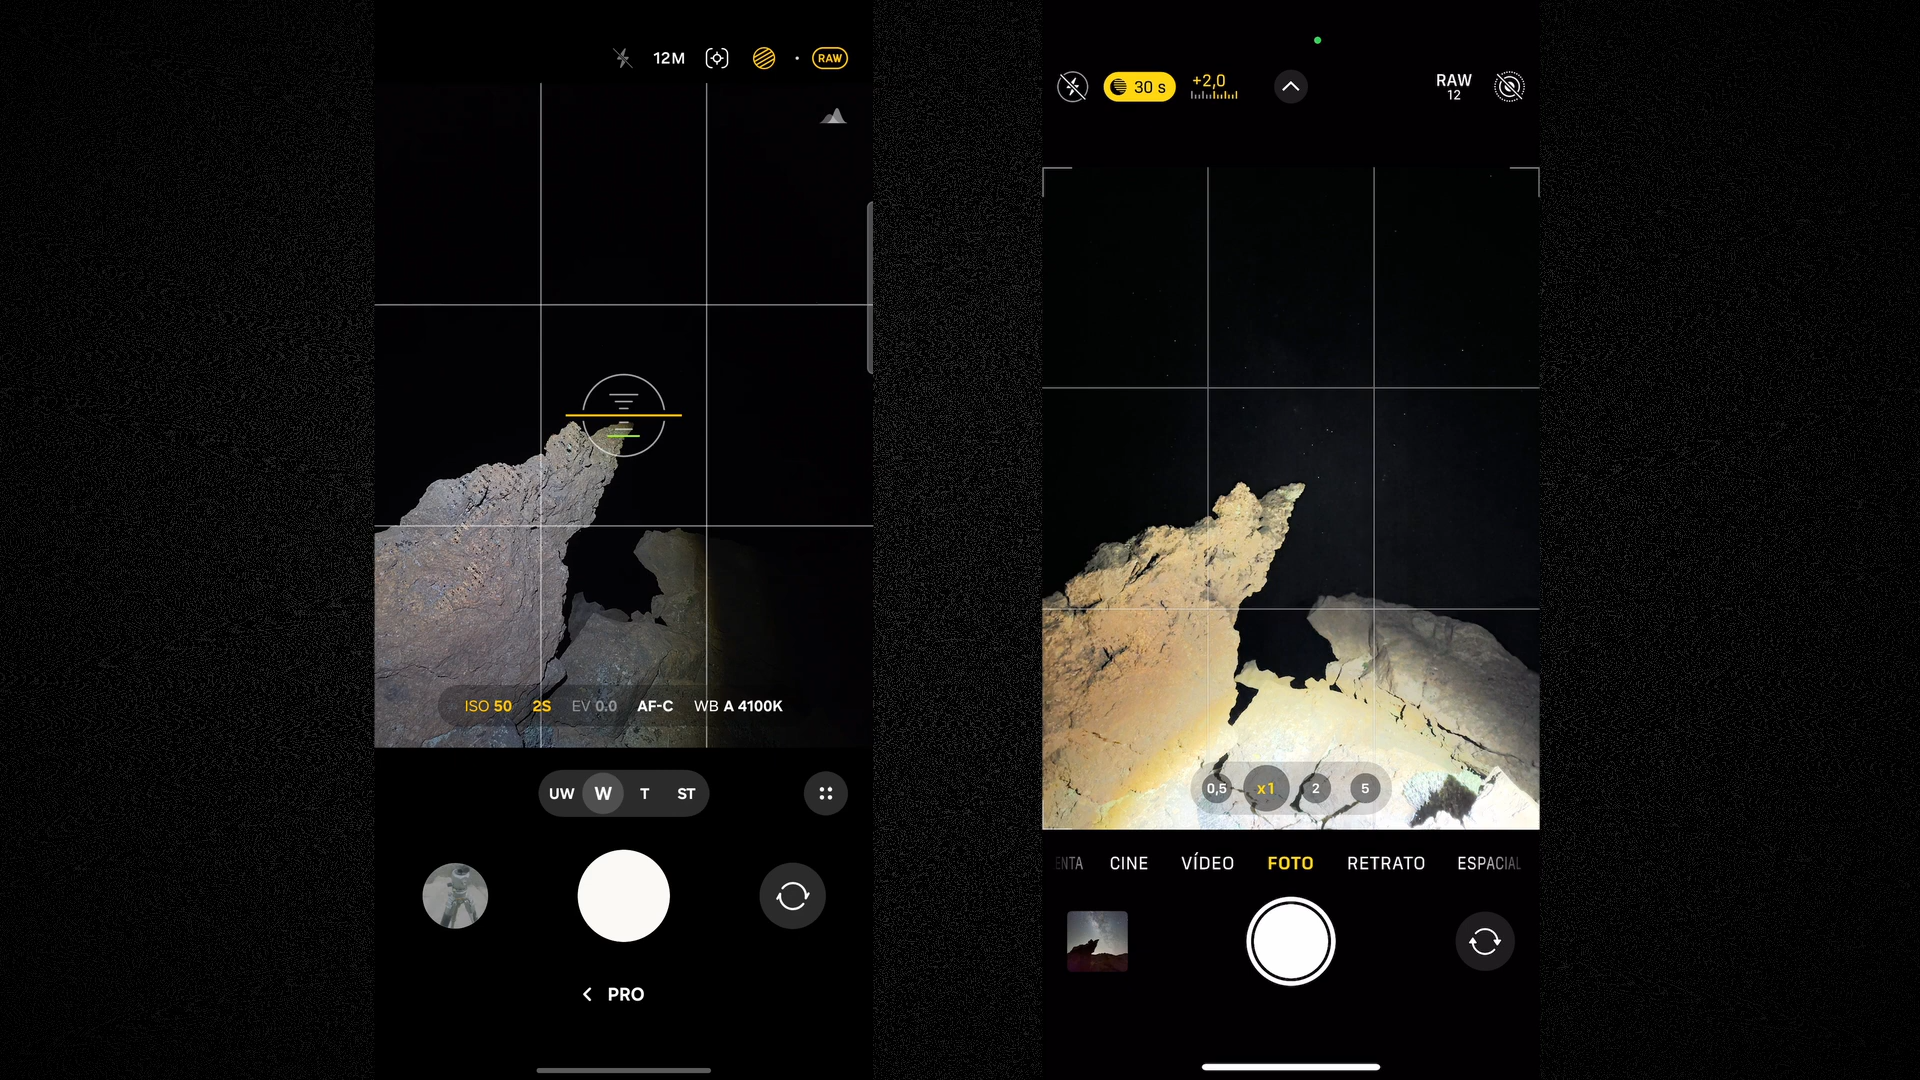 12M
RAW
ISO 50 2S EV 0.0 AF-C WB A 4100K
UW W T ST
PRO
30 s
+2,0
RAW
12
0,5 x1 2 5
ENTA CINE VÍDEO FOTO RETRATO ESPACIAL